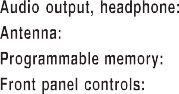 Audio output, headphone:
Antenna:
Programmable memory:
Front panel controls: